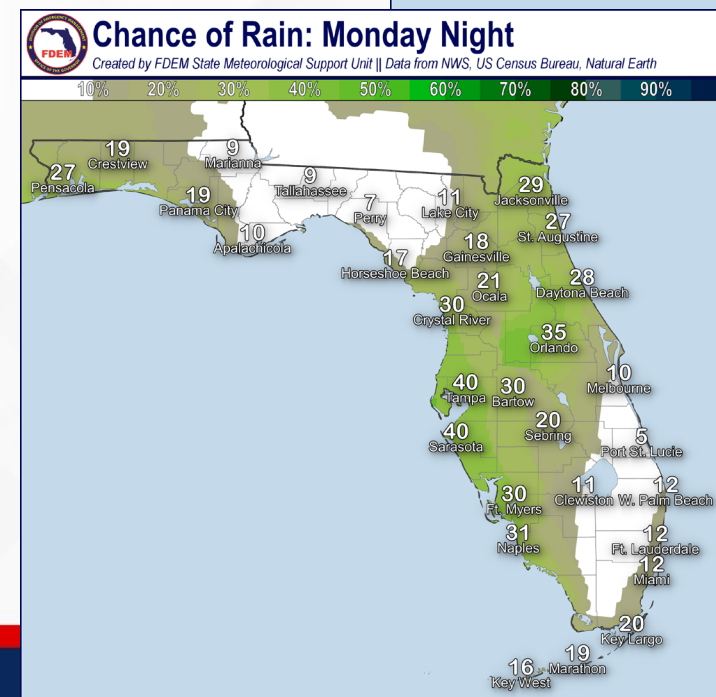 FDEM
Chance of Rain: Monday Night
Created by FDEM State Meteorological Support Unit || Data from NWS, US Census Bureau, Natural Earth
10% 20% 30% 40% 50% 60% 70% 80% 90%
19
Crestview
9
Marianna
27
Pensacola
9
Tallahassee
29
Jacksonville
19
Panama City
7
Perry
11
Lake City
27
St. Augustine
10
Apalachicola
18
Gainesville
17
Horseshoe Beach
21
Ocala
28
Daytona Beach
30
Crystal River
35
Orlando
10
Melbourne
40
Tampa
30
Bartow
20
Sebring
40
Sarasota
5
Port St. Lucie
30
Ft. Myers
11
Clewiston
12
W. Palm Beach
31
Naples
12
Ft. Lauderdale
12
Miami
20
Key Largo
19
Marathon
16
Key West